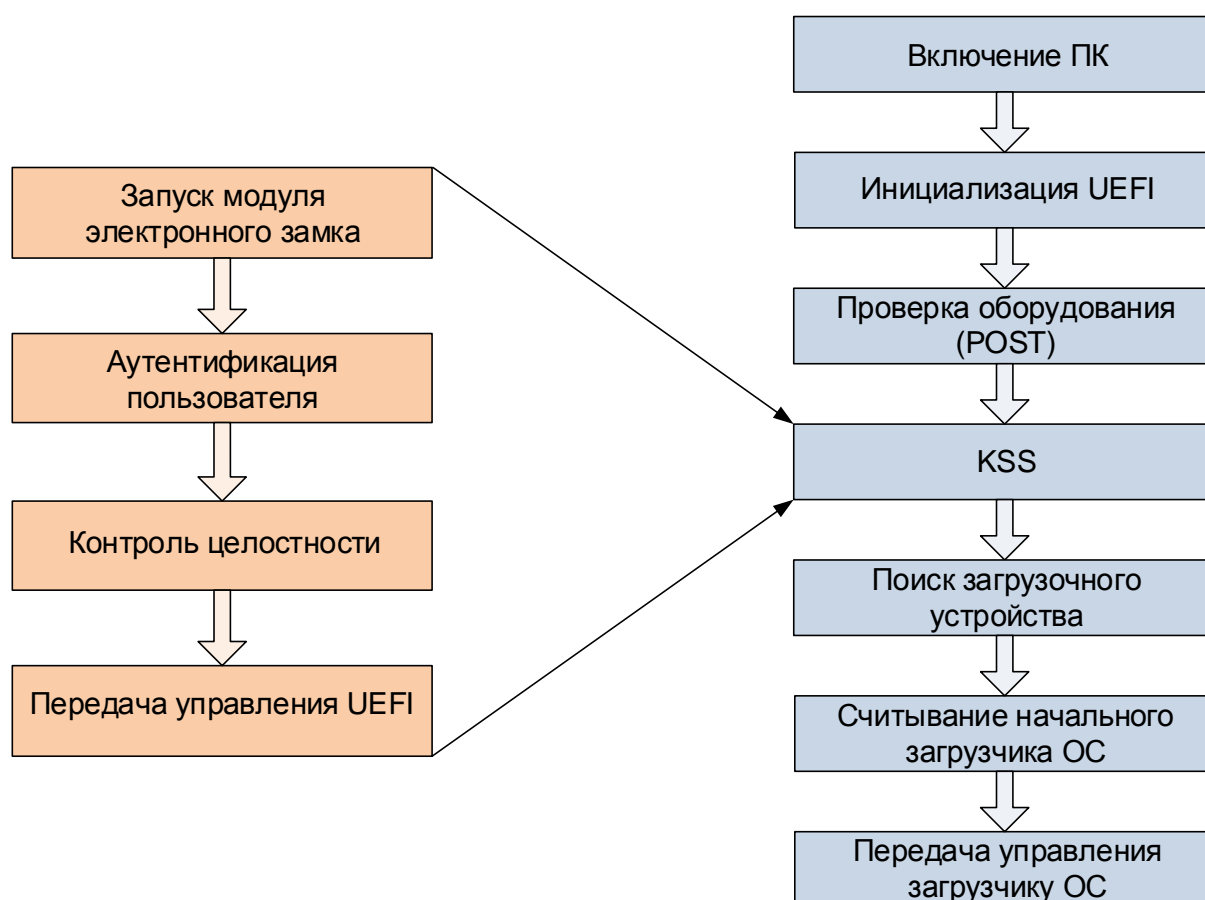 Запуск модуля
электронного замка
Аутентификация
пользователя
Контроль целостности
Передача управления UEFI
Включение ПК
Инициализация UEFI
Проверка оборудования
(POST)
KSS
Поиск загрузочного
устройства
Считывание начального
загрузчика ОС
Передача управления
загрузчику ОС